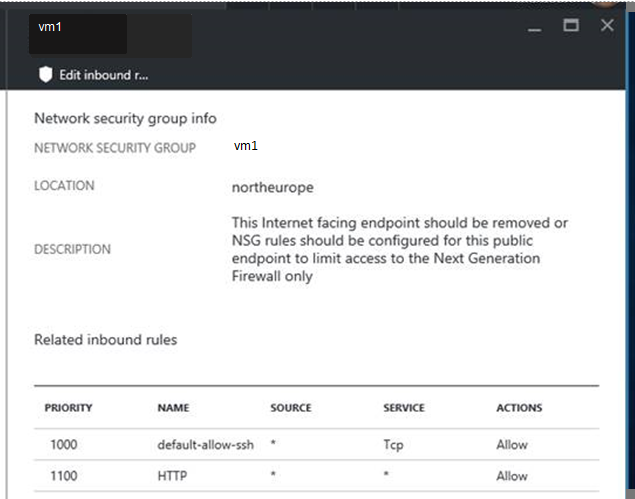 vm1
Edit inbound r...
Network security group info
NETWORK SECURITY GROUP vm1
LOCATION northeurope
DESCRIPTION This Internet facing endpoint should be removed or
NSG rules should be configured for this public
endpoint to limit access to the Next Generation
Firewall only
Related inbound rules
PRIORITY NAME SOURCE SERVICE ACTIONS
1000 default-allow-ssh * Tcp Allow
1100 HTTP * * Allow